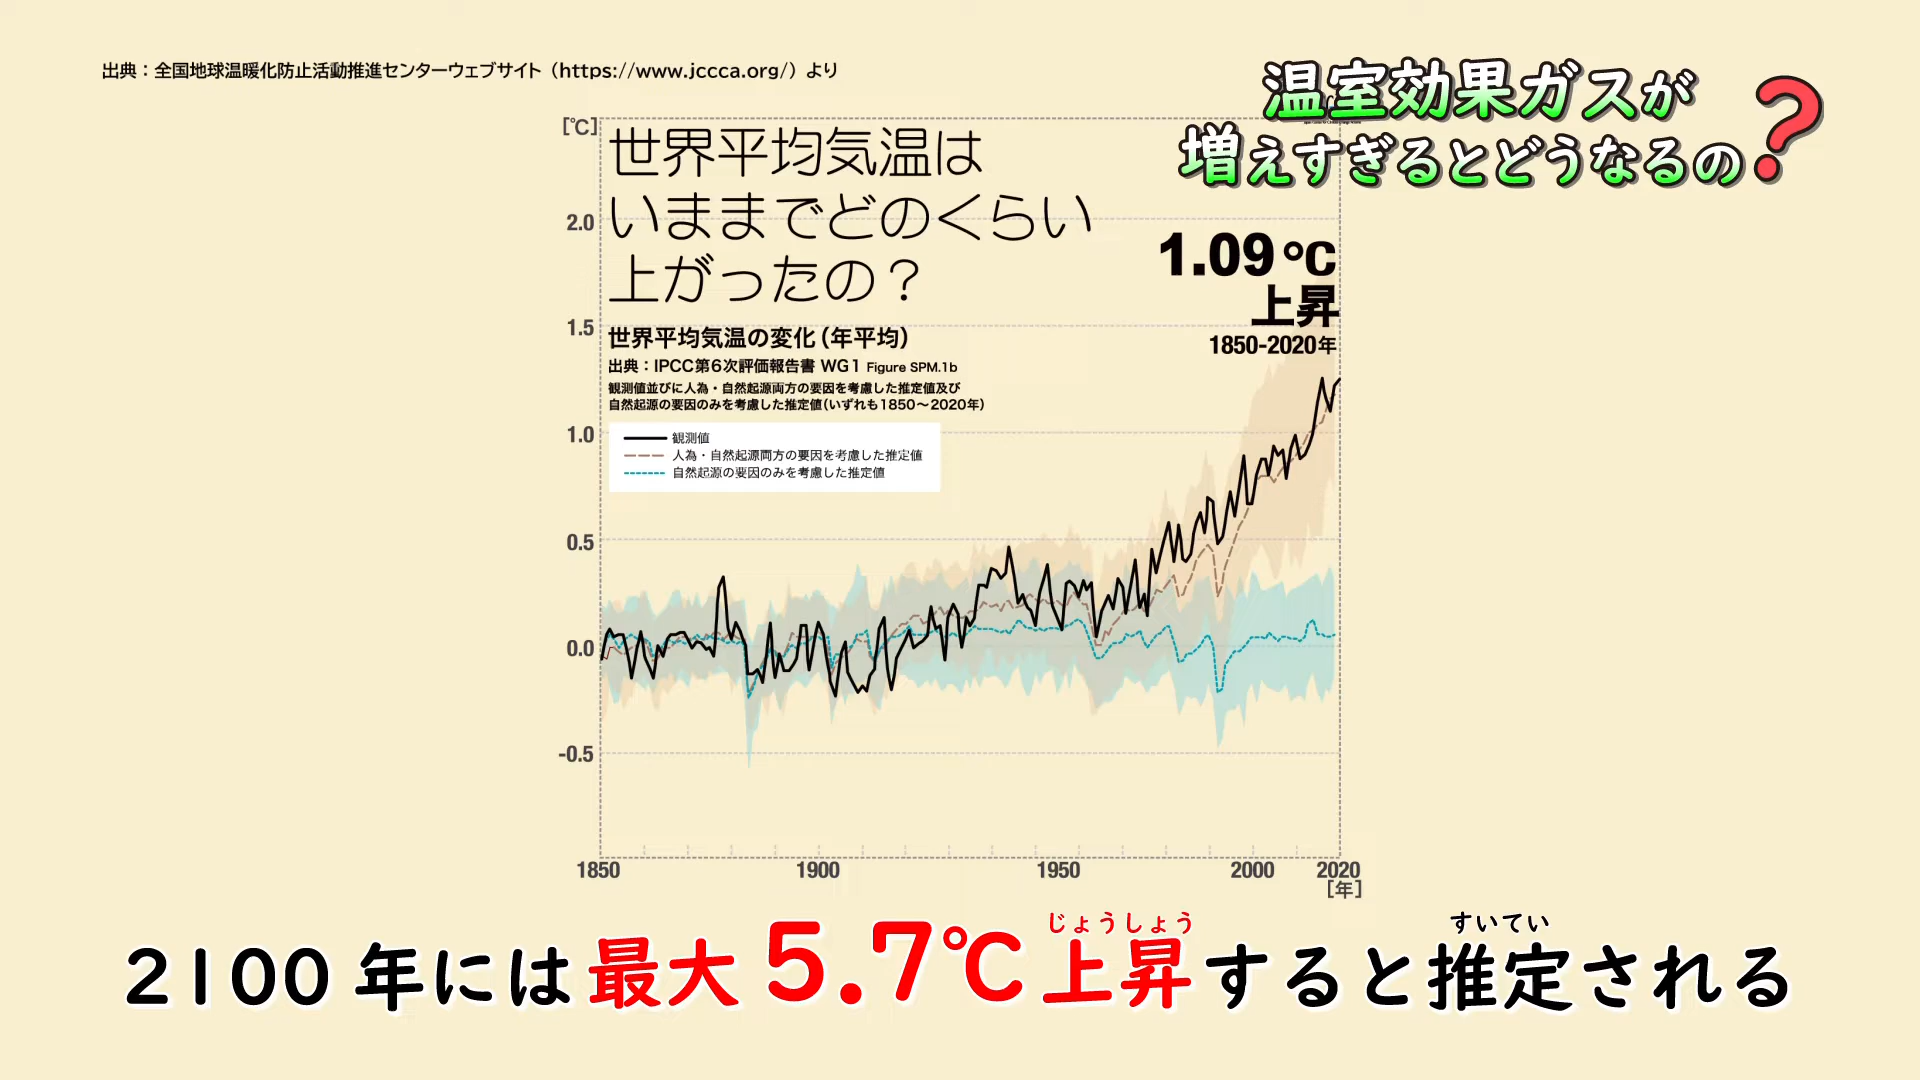 出典：全国地球温暖化防止活動推進センターウェブサイト（https://www.jccca.org/）より
温室効果ガスが
増えすぎるとどうなるの？
[℃]
世界平均気温は
いままでどのくらい
上がったの？
1.09℃
上昇
1850-2020年
世界平均気温の変化（年平均）
出典：IPCC第6次評価報告書 WG1 Figure SPM.1b
観測値並びに人為・自然起源両方の要因を考慮した推定値及び
自然起源の要因のみを考慮した推定値（いずれも1850～2020年）
観測値
人為・自然起源両方の要因を考慮した推定値
自然起源の要因のみを考慮した推定値
2.0
1.5
1.0
0.5
0.0
-0.5
1850 1900 1950 2000 2020
[年]
じょうしょう すいてい
2100年には最大5.7℃上昇すると推定される